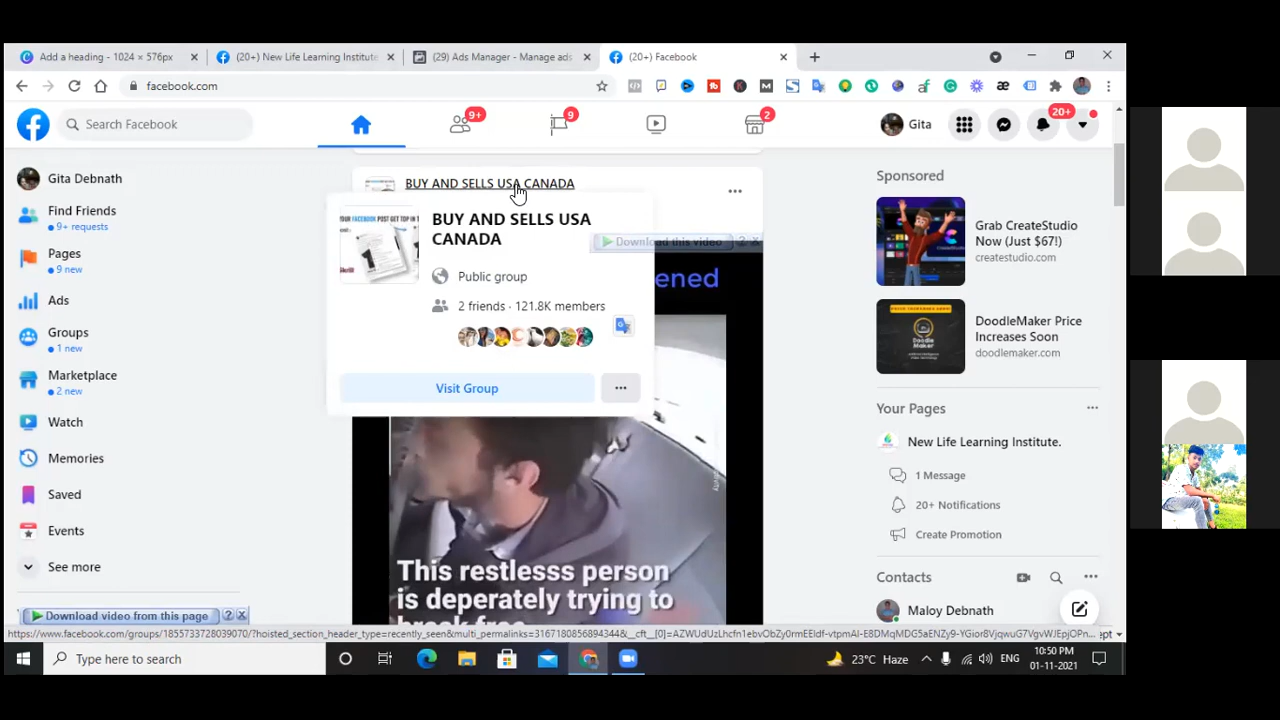 Add a heading - 1024 × 576px
(20+) New Life Learning Institute
(29) Ads Manager - Manage ads
(20+) Facebook
facebook.com
Search Facebook
9+
9
2
Gita
20+
Gita Debnath
Find Friends
9+ requests
Pages
9 new
Ads
Groups
1 new
Marketplace
2 new
Watch
Memories
Saved
Events
See more
Download video from this page
BUY AND SELLS USA CANADA
BUY AND SELLS USA
CANADA
Download this video
ened
Public group
2 friends · 121.8K members
Visit Group
This restlesss person
is deperately trying to
break free
Sponsored
Grab CreateStudio
Now (Just $67!)
createstudio.com
DoodleMaker Price
Increases Soon
doodlemaker.com
Your Pages
New Life Learning Institute.
1 Message
20+ Notifications
Create Promotion
Contacts
Maloy Debnath
Type here to search
23°C Haze
ENG
10:50 PM
01-11-2021